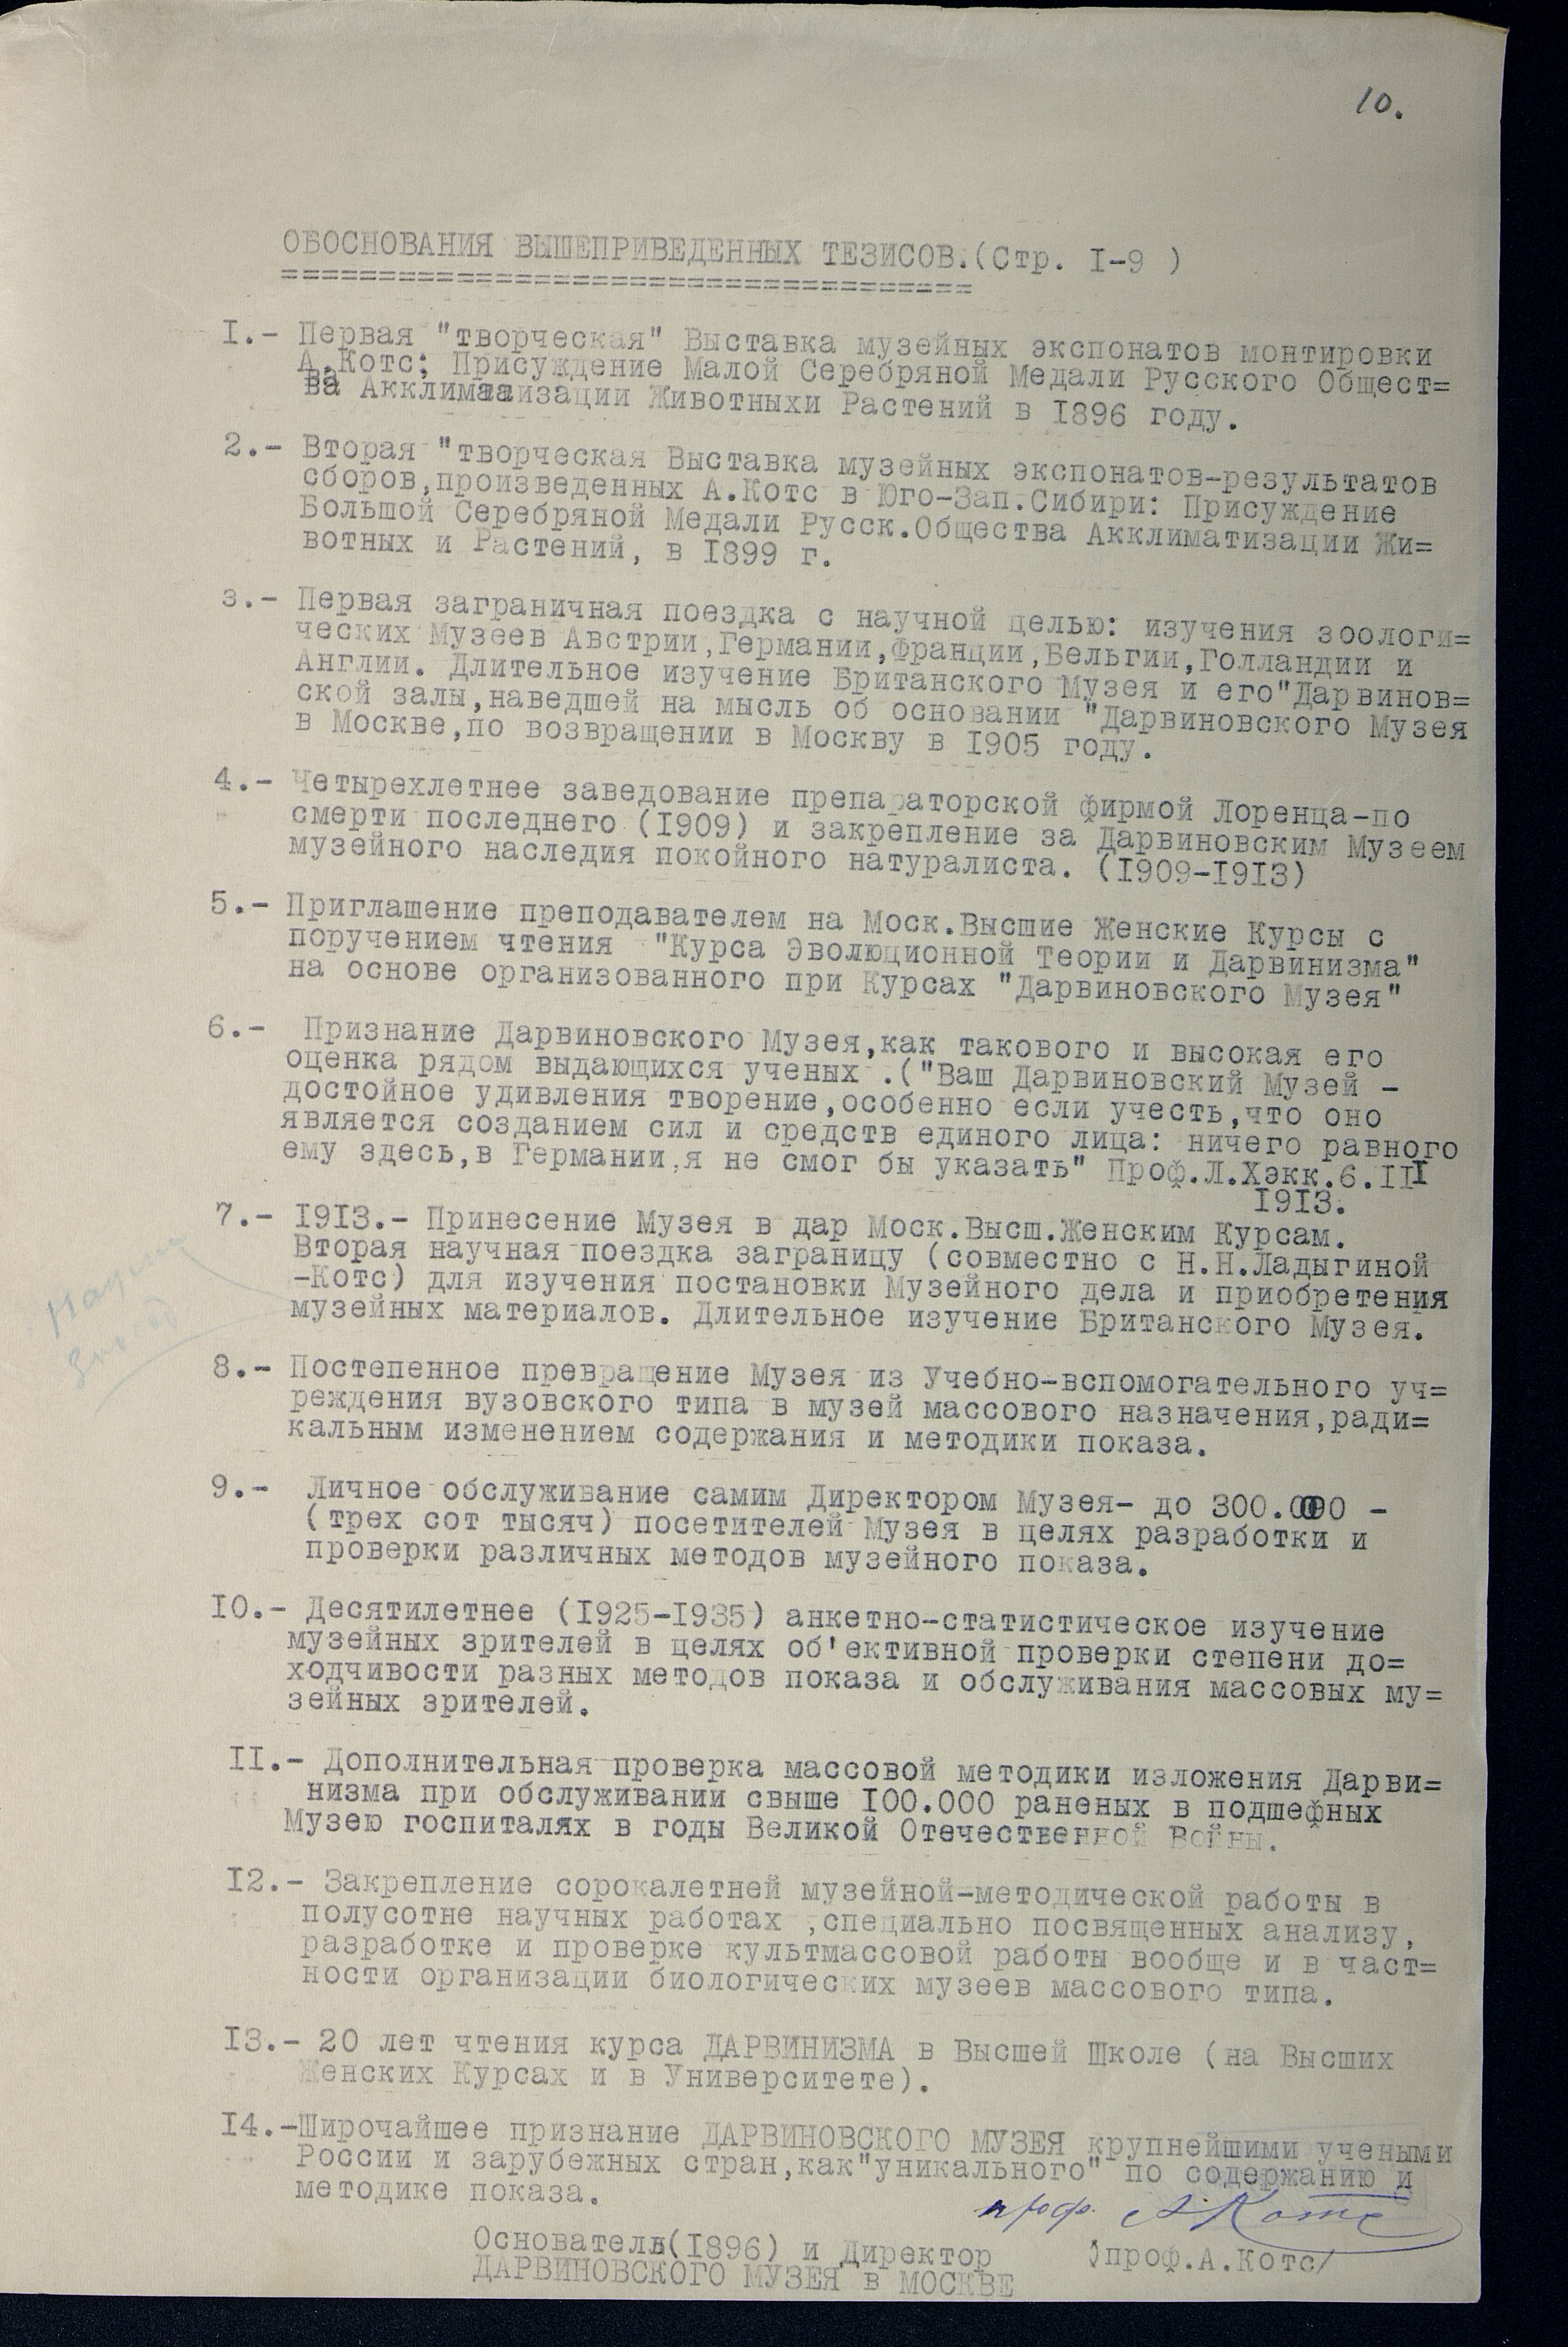 10.
ОБОСНОВАНИЯ ВЫШЕПРИВЕДЕННЫХ ТЕЗИСОВ.(Стр. I-9 )
====================================
I.- Первая "творческая" Выставка музейных экспонатов монтировки
А.Котс; Присуждение Малой Серебряной Медали Русского Общест=
ва Акклиматизации Животныхи Растений в I896 году.
2.- Вторая "творческая Выставка музейных экспонатов-результатов
сборов,произведенных А.Котс в Юго-Зап.Сибири: Присуждение
Большой Серебряной Медали Русск.Общества Акклиматизации Жи=
вотных и Растений, в I899 г.
з.- Первая заграничная поездка с научной целью: изучения зоологи=
ческих Музеев Австрии,Германии,Франции,Бельгии,Голландии и
Англии. Длительное изучение Британского Музея и его"Дарвинов=
ской залы,наведшей на мысль об основании "Дарвиновского Музея
в Москве,по возвращении в Москву в I905 году.
4.- Четырехлетнее заведование препараторской фирмой Лоренца-по
смерти последнего (I909) и закрепление за Дарвиновским Музеем
музейного наследия покойного натуралиста. (I909-I9I3)
5.- Приглашение преподавателем на Моск.Высшие Женские Курсы с
поручением чтения "Курса Эволюционной Теории и Дарвинизма"
на основе организованного при Курсах "Дарвиновского Музея"
6.- Признание Дарвиновского Музея,как такового и высокая его
оценка рядом выдающихся ученых .("Ваш Дарвиновский Музей -
достойное удивления творение,особенно если учесть,что оно
является созданием сил и средств единого лица: ничего равного
ему здесь,в Германии,я не смог бы указать" Проф.Л.Хэкк.6.III
I9I3.
7.- I9I3.- Принесение Музея в дар Моск.Высш.Женским Курсам.
Вторая научная поездка заграницу (совместно с Н.Н.Ладыгиной
-Котс) для изучения постановки Музейного дела и приобретения
музейных материалов. Длительное изучение Британского Музея.
8.- Постепенное превращение Музея из Учебно-вспомогательного уч=
реждения вузовского типа в музей массового назначения,ради=
кальным изменением содержания и методики показа.
9.- Личное обслуживание самим Директором Музея- до 300.000 -
(трех сот тысяч) посетителей Музея в целях разработки и
проверки различных методов музейного показа.
IO.- Десятилетнее (I925-I935) анкетно-статистическое изучение
музейных зрителей в целях об'ективной проверки степени до=
ходчивости разных методов показа и обслуживания массовых му=
зейных зрителей.
II.- Дополнительная проверка массовой методики изложения Дарви=
низма при обслуживании свыше I00.000 раненых в подшефных
Музею госпиталях в годы Великой Отечественной Войны.
I2.- Закрепление сорокалетней музейной-методической работы в
полусотне научных работах ,специально посвященных анализу,
разработке и проверке культмассовой работы вообще и в част=
ности организации биологических музеев массового типа.
I3.- 20 лет чтения курса ДАРВИНИЗМА в Высшей Школе (на Высших
Женских Курсах и в Университете).
I4.-Широчайшее признание ДАРВИНОВСКОГО МУЗЕЯ крупнейшими учеными
России и зарубежных стран,как"уникального" по содержанию и
методике показа.
проф. А.Котс
Основатель(I896) и Директор /проф.А.Котс/
ДАРВИНОВСКОГО МУЗЕЯ в МОСКВЕ